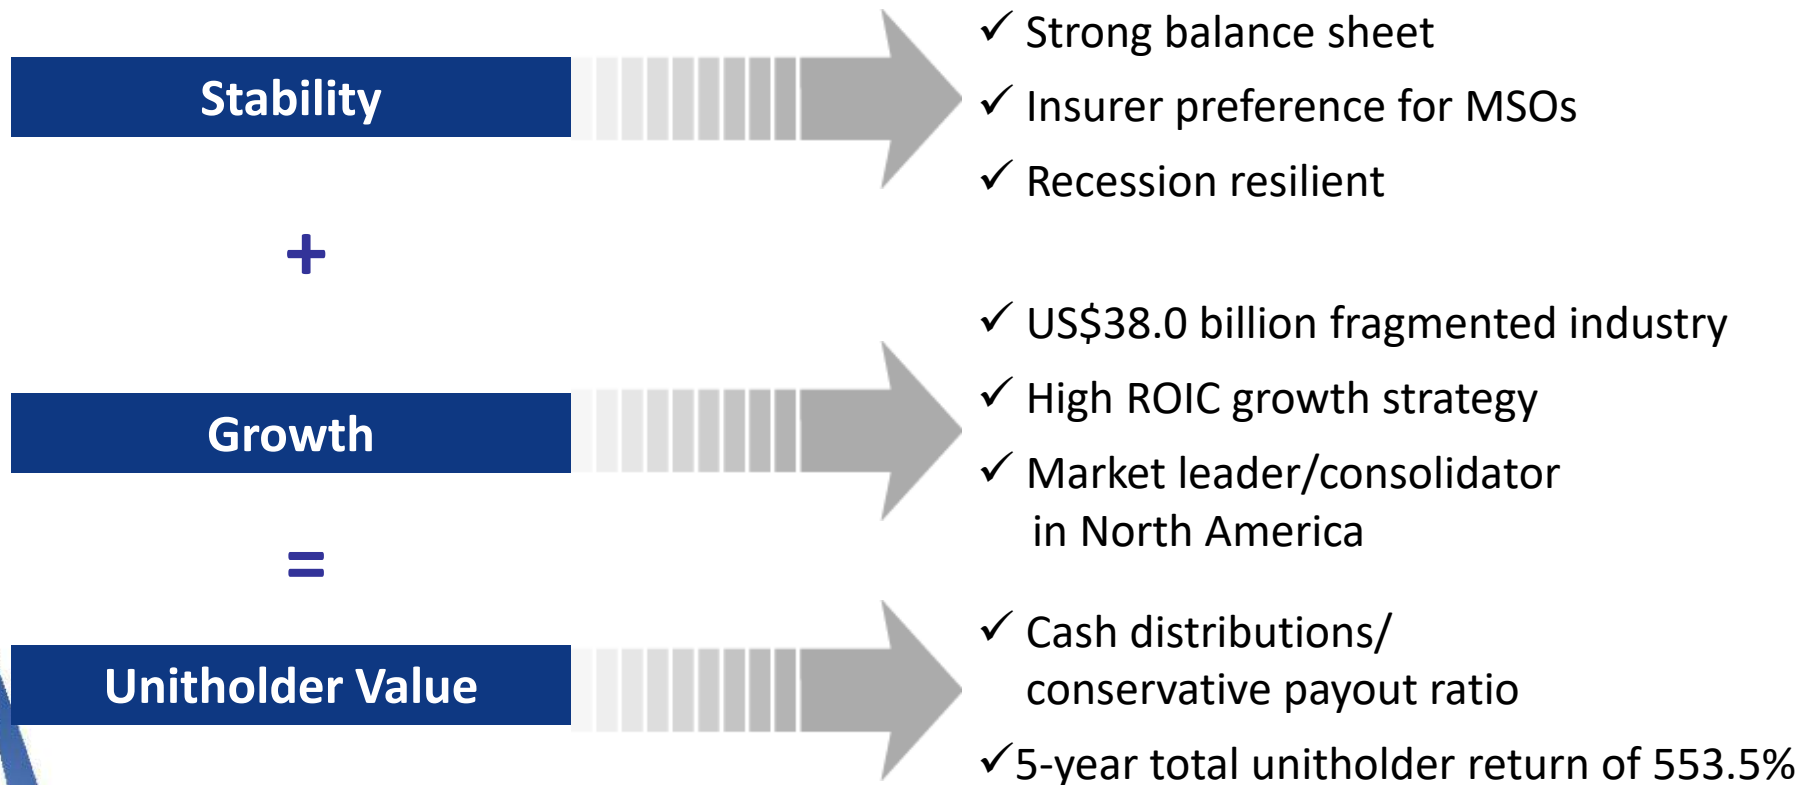 Stability
✓ Strong balance sheet
✓ Insurer preference for MSOs
✓ Recession resilient
+
Growth
✓ US$38.0 billion fragmented industry
✓ High ROIC growth strategy
✓ Market leader/consolidator
in North America
=
Unitholder Value
✓ Cash distributions/
conservative payout ratio
✓5-year total unitholder return of 553.5%